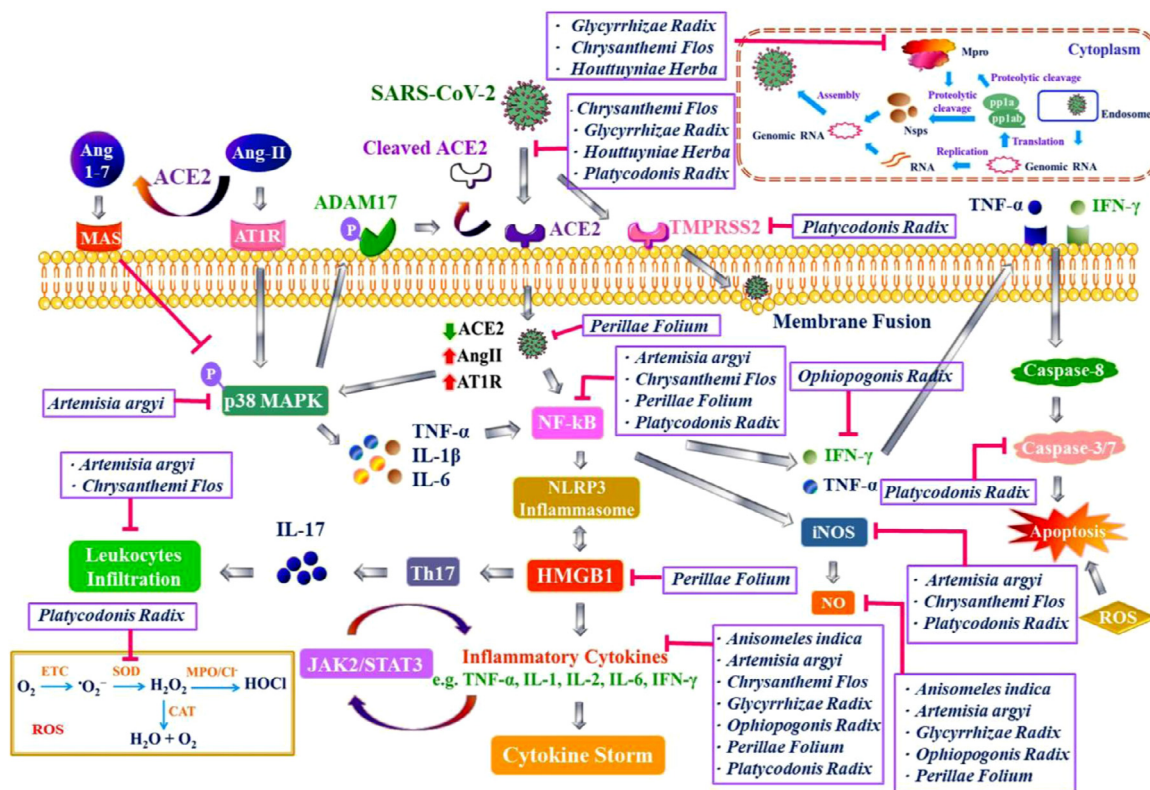 · Glycyrrhizae Radix
· Chrysanthemi Flos
· Houttuyniae Herba
Cytoplasm
Mpro
Proteolytic cleavage
Proteolytic
cleavage
Assembly
pp1a
pp1ab
Endosome
Nsps
Genomic RNA
Translation
Replication
RNA
Genomic RNA
SARS-CoV-2
· Chrysanthemi Flos
· Glycyrrhizae Radix
· Houttuyniae Herba
· Platycodonis Radix
Cleaved ACE2
Ang
1-7
Ang-II
ACE2
ADAM17
P
MAS
AT1R
ACE2
TMPRSS2
Platycodonis Radix
TNF-α
IFN-γ
Membrane Fusion
ACE2
AngII
AT1R
Perillae Folium
P
p38 MAPK
Artemisia argyi
TNF-α
IL-1β
IL-6
NF-kB
· Artemisia argyi
· Chrysanthemi Flos
· Perillae Folium
· Platycodonis Radix
Ophiopogonis Radix
IFN-γ
TNF-α
Caspase-8
Caspase-3/7
Platycodonis Radix
Apoptosis
ROS
· Artemisia argyi
· Chrysanthemi Flos
NLRP3
Inflammasome
iNOS
Leukocytes
Infiltration
IL-17
Th17
HMGB1
Perillae Folium
NO
· Artemisia argyi
· Chrysanthemi Flos
· Platycodonis Radix
Platycodonis Radix
ETC
SOD
MPO/Cl-
O2
·O2−
H2O2
HOCl
CAT
ROS
H2O + O2
JAK2/STAT3
Inflammatory Cytokines
e.g. TNF-α, IL-1, IL-2, IL-6, IFN-γ
Cytokine Storm
· Anisomeles indica
· Artemisia argyi
· Chrysanthemi Flos
· Glycyrrhizae Radix
· Ophiopogonis Radix
· Perillae Folium
· Platycodonis Radix
· Anisomeles indica
· Artemisia argyi
· Glycyrrhizae Radix
· Ophiopogonis Radix
· Perillae Folium